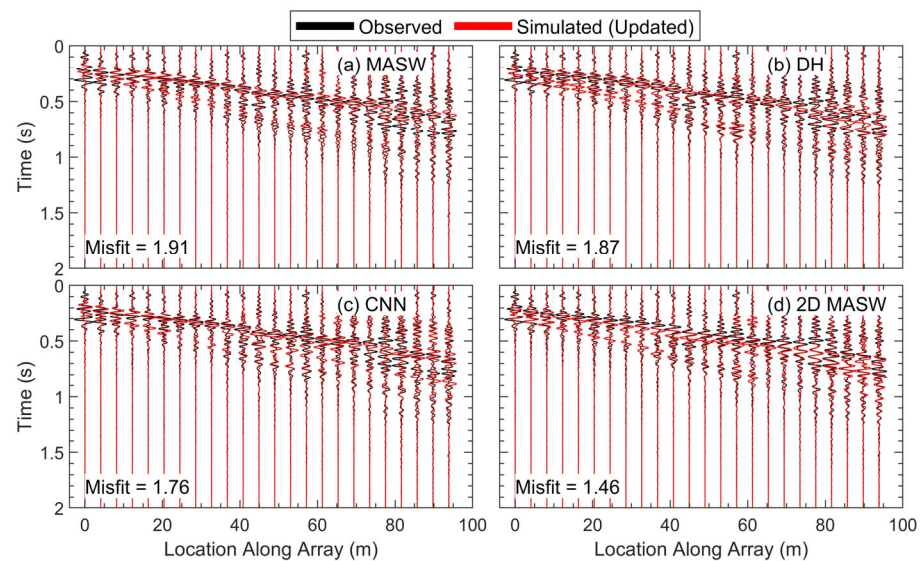 Observed Simulated (Updated)
(a) MASW
(b) DH
0
0.5
1
1.5
2
Time (s)
Misfit = 1.91
Misfit = 1.87
(c) CNN
(d) 2D MASW
0
0.5
1
1.5
2
Time (s)
Misfit = 1.76
Misfit = 1.46
0 20 40 60 80 100
0 20 40 60 80 100
Location Along Array (m)
Location Along Array (m)